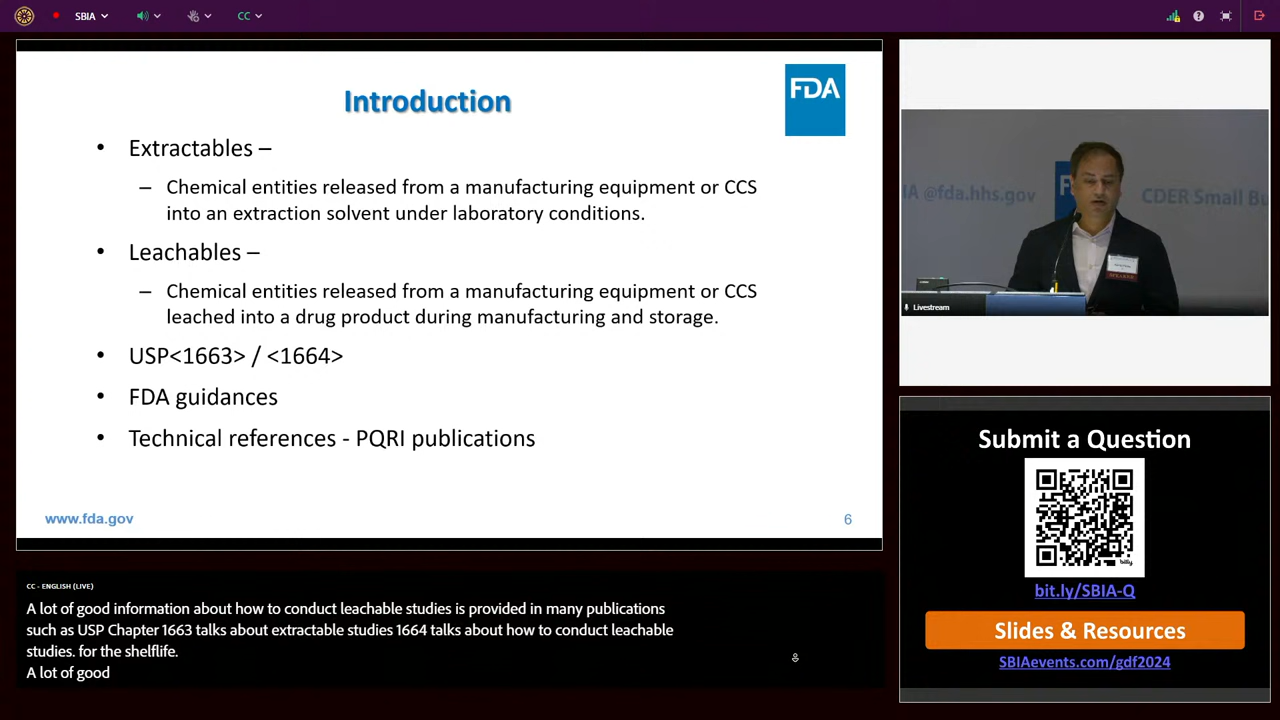 SBIA
CC
Introduction
FDA
• Extractables –
– Chemical entities released from a manufacturing equipment or CCS
into an extraction solvent under laboratory conditions.
• Leachables –
– Chemical entities released from a manufacturing equipment or CCS
leached into a drug product during manufacturing and storage.
• USP<1663> / <1664>
• FDA guidances
• Technical references - PQRI publications
www.fda.gov
6
IA @fda.hhs.gov
CDER Small Bu
SPEAKER
Livestream
Submit a Question
bitly
bit.ly/SBIA-Q
Slides & Resources
SBIAevents.com/gdf2024
CC - ENGLISH (LIVE)
A lot of good information about how to conduct leachable studies is provided in many publications
such as USP Chapter 1663 talks about extractable studies 1664 talks about how to conduct leachable
studies. for the shelflife.
A lot of good